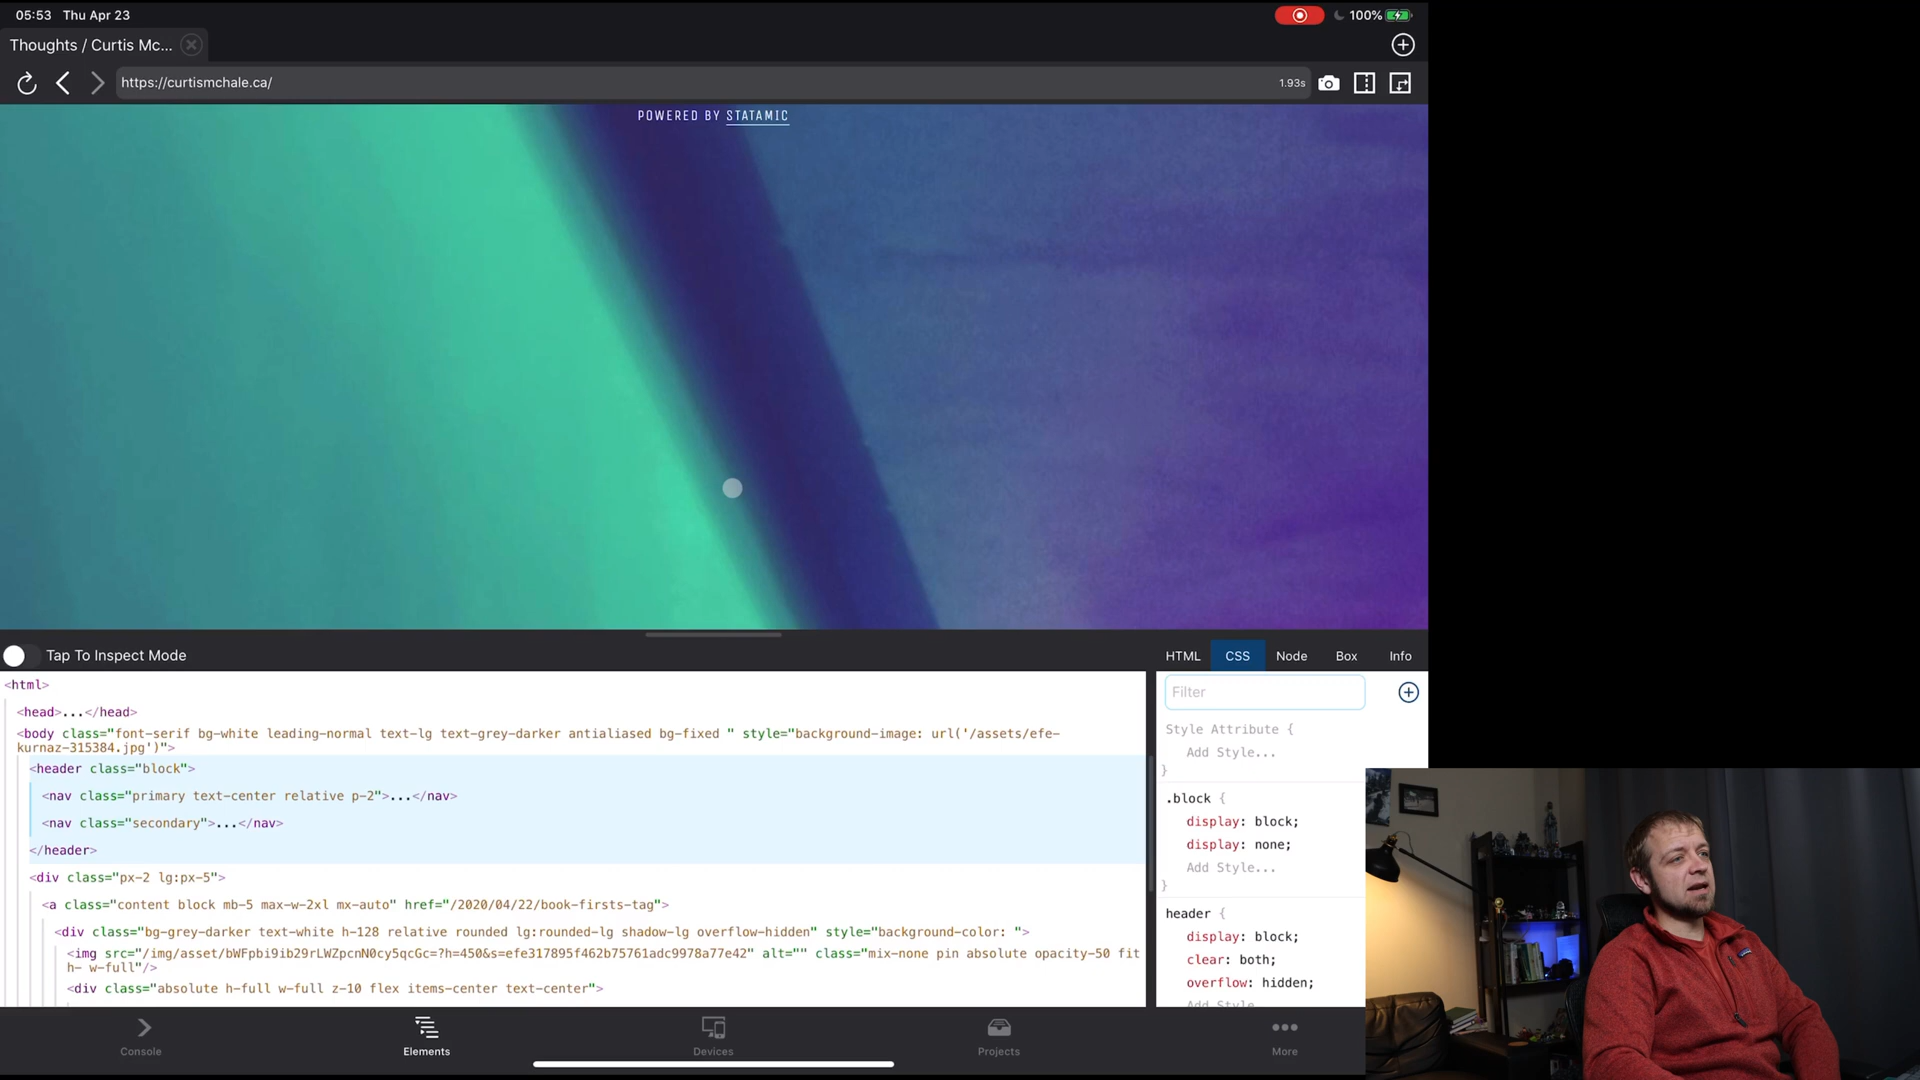 05:53 Thu Apr 23
100%
Thoughts / Curtis Mc...
https://curtismchale.ca/
1.93s
POWERED BY STATAMIC
Tap To Inspect Mode
HTML CSS Node Box Info
<html>
<head>...</head>
<body class="font-serif bg-white leading-normal text-lg text-grey-darker antialiased bg-fixed " style="background-image: url('/assets/efe-
kurnaz-315384.jpg')">
<header class="block">
<nav class="primary text-center relative p-2">...</nav>
<nav class="secondary">...</nav>
</header>
<div class="px-2 lg:px-5">
<a class="content block mb-5 max-w-2xl mx-auto" href="/2020/04/22/book-firsts-tag">
<div class="bg-grey-darker text-white h-128 relative rounded lg:rounded-lg shadow-lg overflow-hidden" style="background-color: ">
<img src="/img/asset/bWFpbi9ib29rLWZpcnN0cy5qcGc=?h=450&s=efe317895f462b75761adc9978a77e42" alt="" class="mix-none pin absolute opacity-50 fit
h- w-full"/>
<div class="absolute h-full w-full z-10 flex items-center text-center">
Filter
Style Attribute {
Add Style...
}
.block {
display: block;
display: none;
Add Style...
}
header {
display: block;
clear: both;
overflow: hidden;
Add Style
Console Elements Devices Projects More